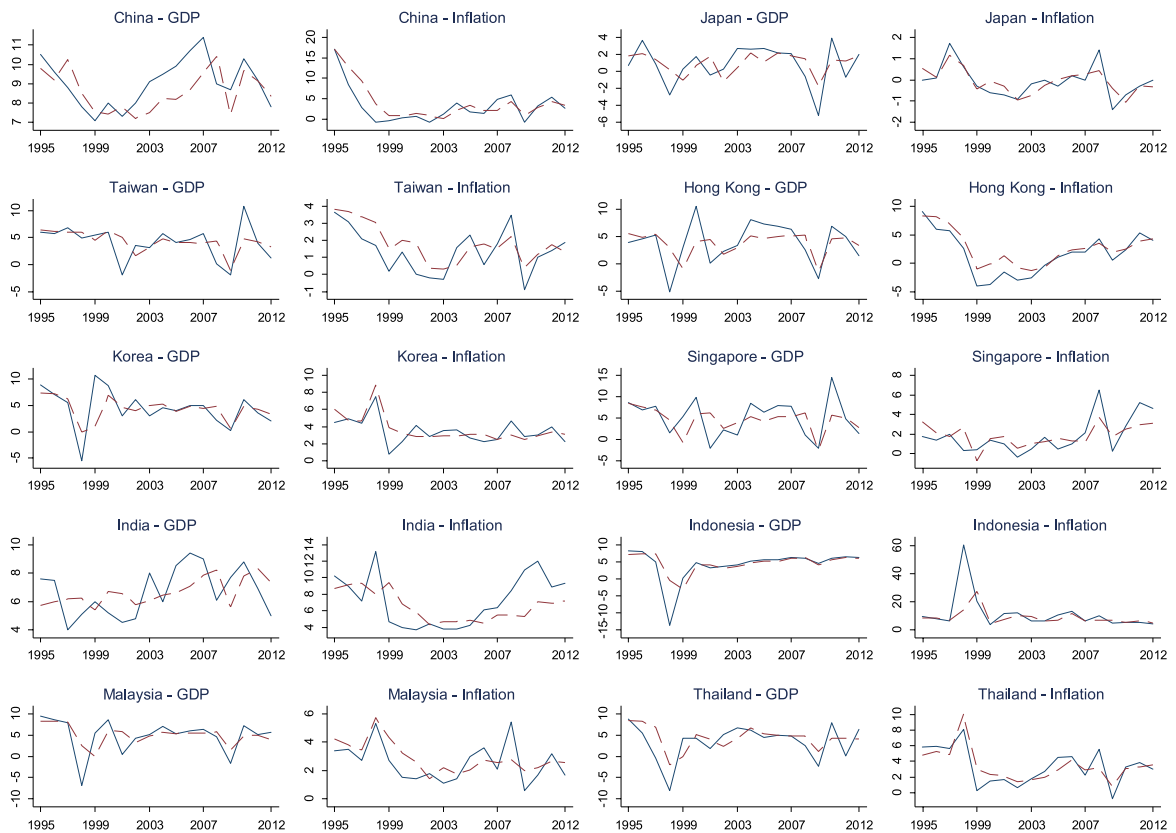 China - GDP
China - Inflation
Japan - GDP
Japan - Inflation
7 8 9 10 11
0 5 10 15 20
-6 -4 -2 0 2 4
-2 -1 0 1 2
1995 1999 2003 2007 2012
1995 1999 2003 2007 2012
1995 1999 2003 2007 2012
1995 1999 2003 2007 2012
Taiwan - GDP
Taiwan - Inflation
Hong Kong - GDP
Hong Kong - Inflation
-5 0 5 10
-1 0 1 2 3 4
-5 0 5 10
-5 0 5 10
1995 1999 2003 2007 2012
1995 1999 2003 2007 2012
1995 1999 2003 2007 2012
1995 1999 2003 2007 2012
Korea - GDP
Korea - Inflation
Singapore - GDP
Singapore - Inflation
-5 0 5 10
0 2 4 6 8 10
-5 0 5 10 15
0 2 4 6 8
1995 1999 2003 2007 2012
1995 1999 2003 2007 2012
1995 1999 2003 2007 2012
1995 1999 2003 2007 2012
India - GDP
India - Inflation
Indonesia - GDP
Indonesia - Inflation
4 6 8 10
4 6 8 10 12 14
-15 -10 -5 0 5 10
0 20 40 60
1995 1999 2003 2007 2012
1995 1999 2003 2007 2012
1995 1999 2003 2007 2012
1995 1999 2003 2007 2012
Malaysia - GDP
Malaysia - Inflation
Thailand - GDP
Thailand - Inflation
-10 -5 0 5 10
0 2 4 6
-10 -5 0 5 10
0 2 4 6 8 10
1995 1999 2003 2007 2012
1995 1999 2003 2007 2012
1995 1999 2003 2007 2012
1995 1999 2003 2007 2012